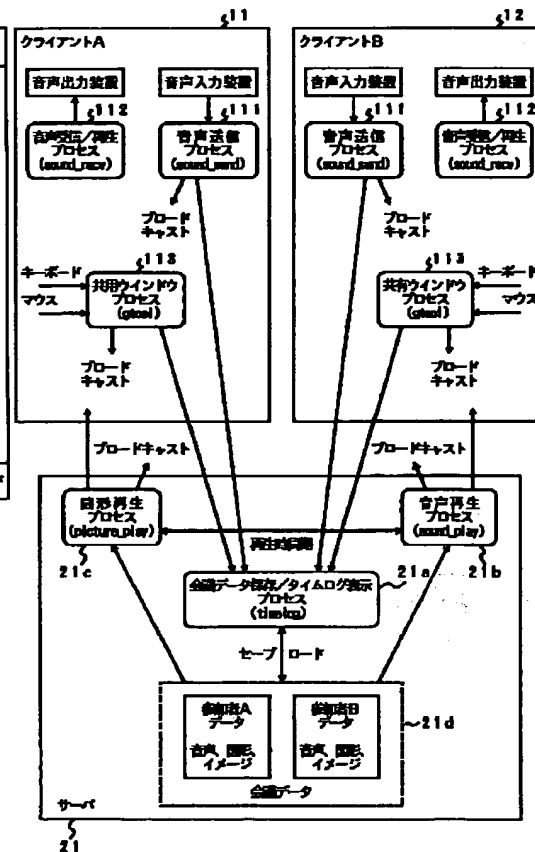 11
クライアントA
音声出力装置
音声入力装置
112
111
音声受信/再生
プロセス
(sound_recv)
音声送信
プロセス
(sound_send)
ブロード
キャスト
キーボード
マウス
113
共用ウインドウ
プロセス
(gtool)
ブロード
キャスト
12
クライアントB
音声入力装置
音声出力装置
111
112
音声送信
プロセス
(sound_send)
音声受信/再生
プロセス
(sound_recv)
ブロード
キャスト
113
キーボード
マウス
共有ウインドウ
プロセス
(gtool)
ブロード
キャスト
ブロードキャスト
ブロードキャスト
図形再生
プロセス
(picture_play)
21c
音声再生
プロセス
(sound_play)
21b
会議データ保存/タイムログ表示
プロセス
(timelog)
21a
セーブ
ロード
参加者A
データ
音声、図形、
イメージ
参加者B
データ
音声、図形、
イメージ
会議データ
21d
サーバ
21